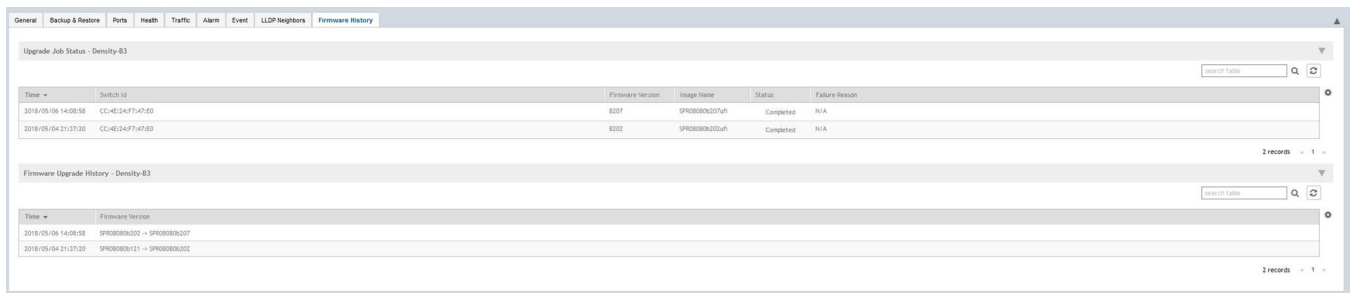 General Backup & Restore Ports Health Traffic Alarm Event LLDP Neighbors Firmware History
Upgrade Job Status - Density-B3
search table
Time Switch Id Firmware Version Image Name Status Failure Reason
2018/05/06 14:08:58 CC:4E:24:F7:47:E0 8207 SPR08080b207ufi Completed N/A
2018/05/04 21:37:20 CC:4E:24:F7:47:E0 8202 SPR08080b202ufi Completed N/A
2 records « 1 »
Firmware Upgrade History - Density-B3
search table
Time Firmware Version
2018/05/06 14:08:58 SPR08080b202 -> SPR08080b207
2018/05/04 21:37:20 SPR08080b121 -> SPR08080b202
2 records « 1 »